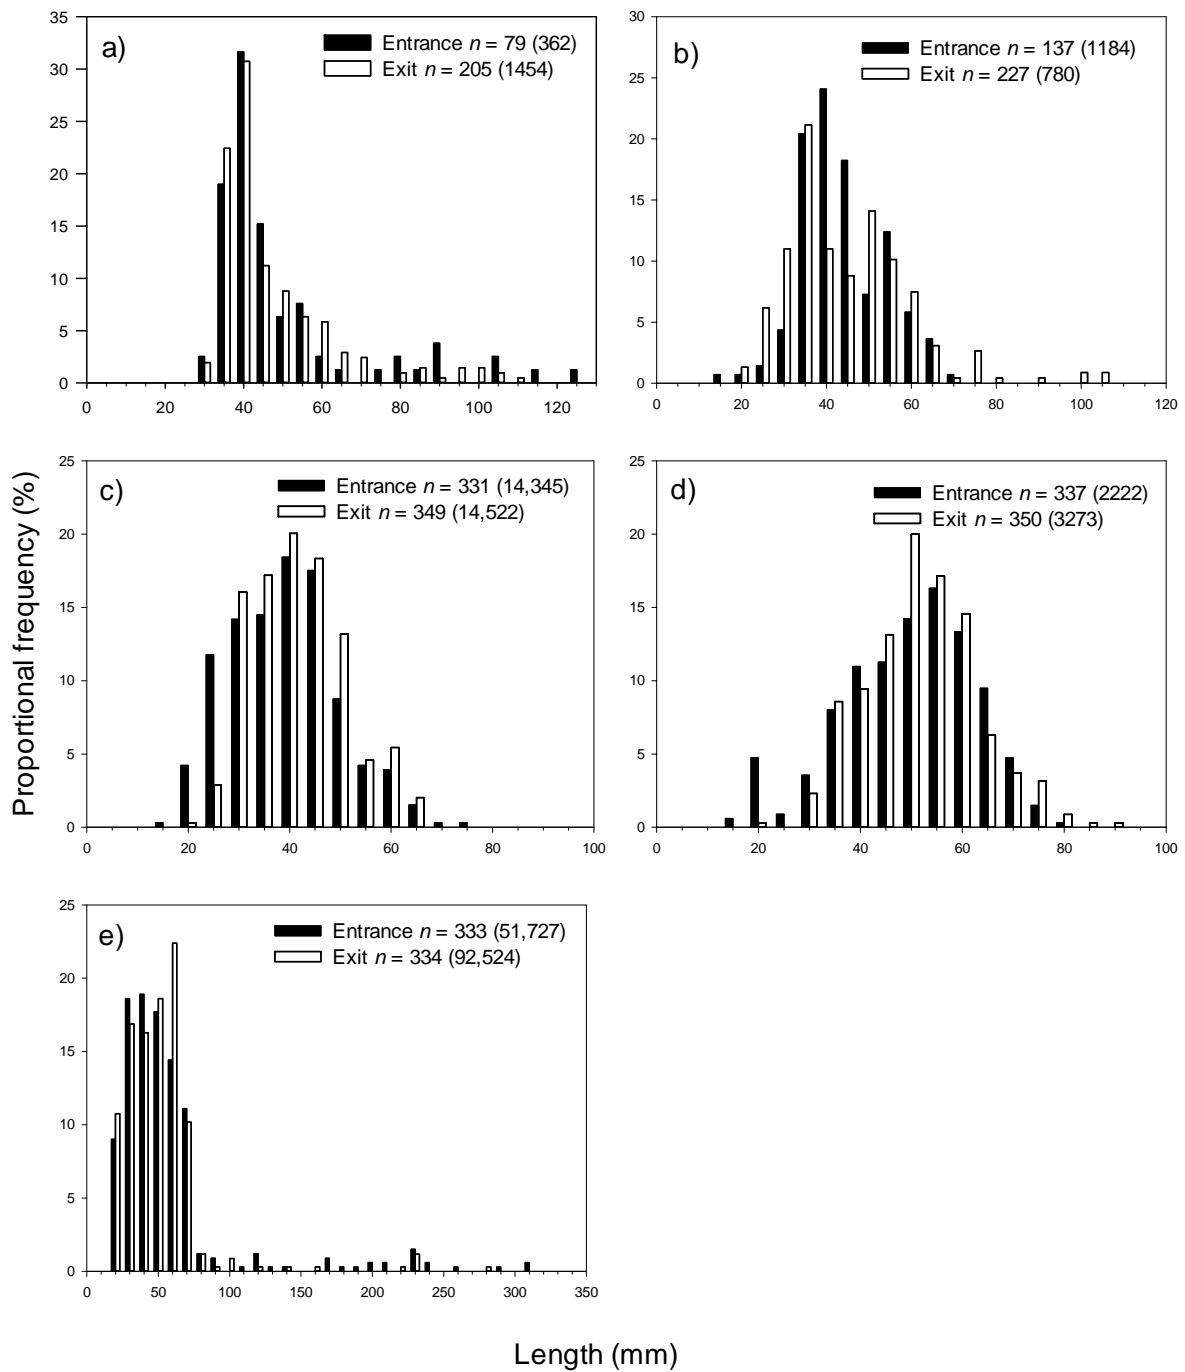 a)
Entrance n = 79 (362)
Exit n = 205 (1454)
35
30
25
20
15
10
5
0
0 20 40 60 80 100 120
b)
Entrance n = 137 (1184)
Exit n = 227 (780)
30
25
20
15
10
5
0
0 20 40 60 80 100 120
Proportional frequency (%)
c)
Entrance n = 331 (14,345)
Exit n = 349 (14,522)
25
20
15
10
5
0
0 20 40 60 80 100
d)
Entrance n = 337 (2222)
Exit n = 350 (3273)
25
20
15
10
5
0
0 20 40 60 80 100
e)
Entrance n = 333 (51,727)
Exit n = 334 (92,524)
25
20
15
10
5
0
0 50 100 150 200 250 300 350
Length (mm)